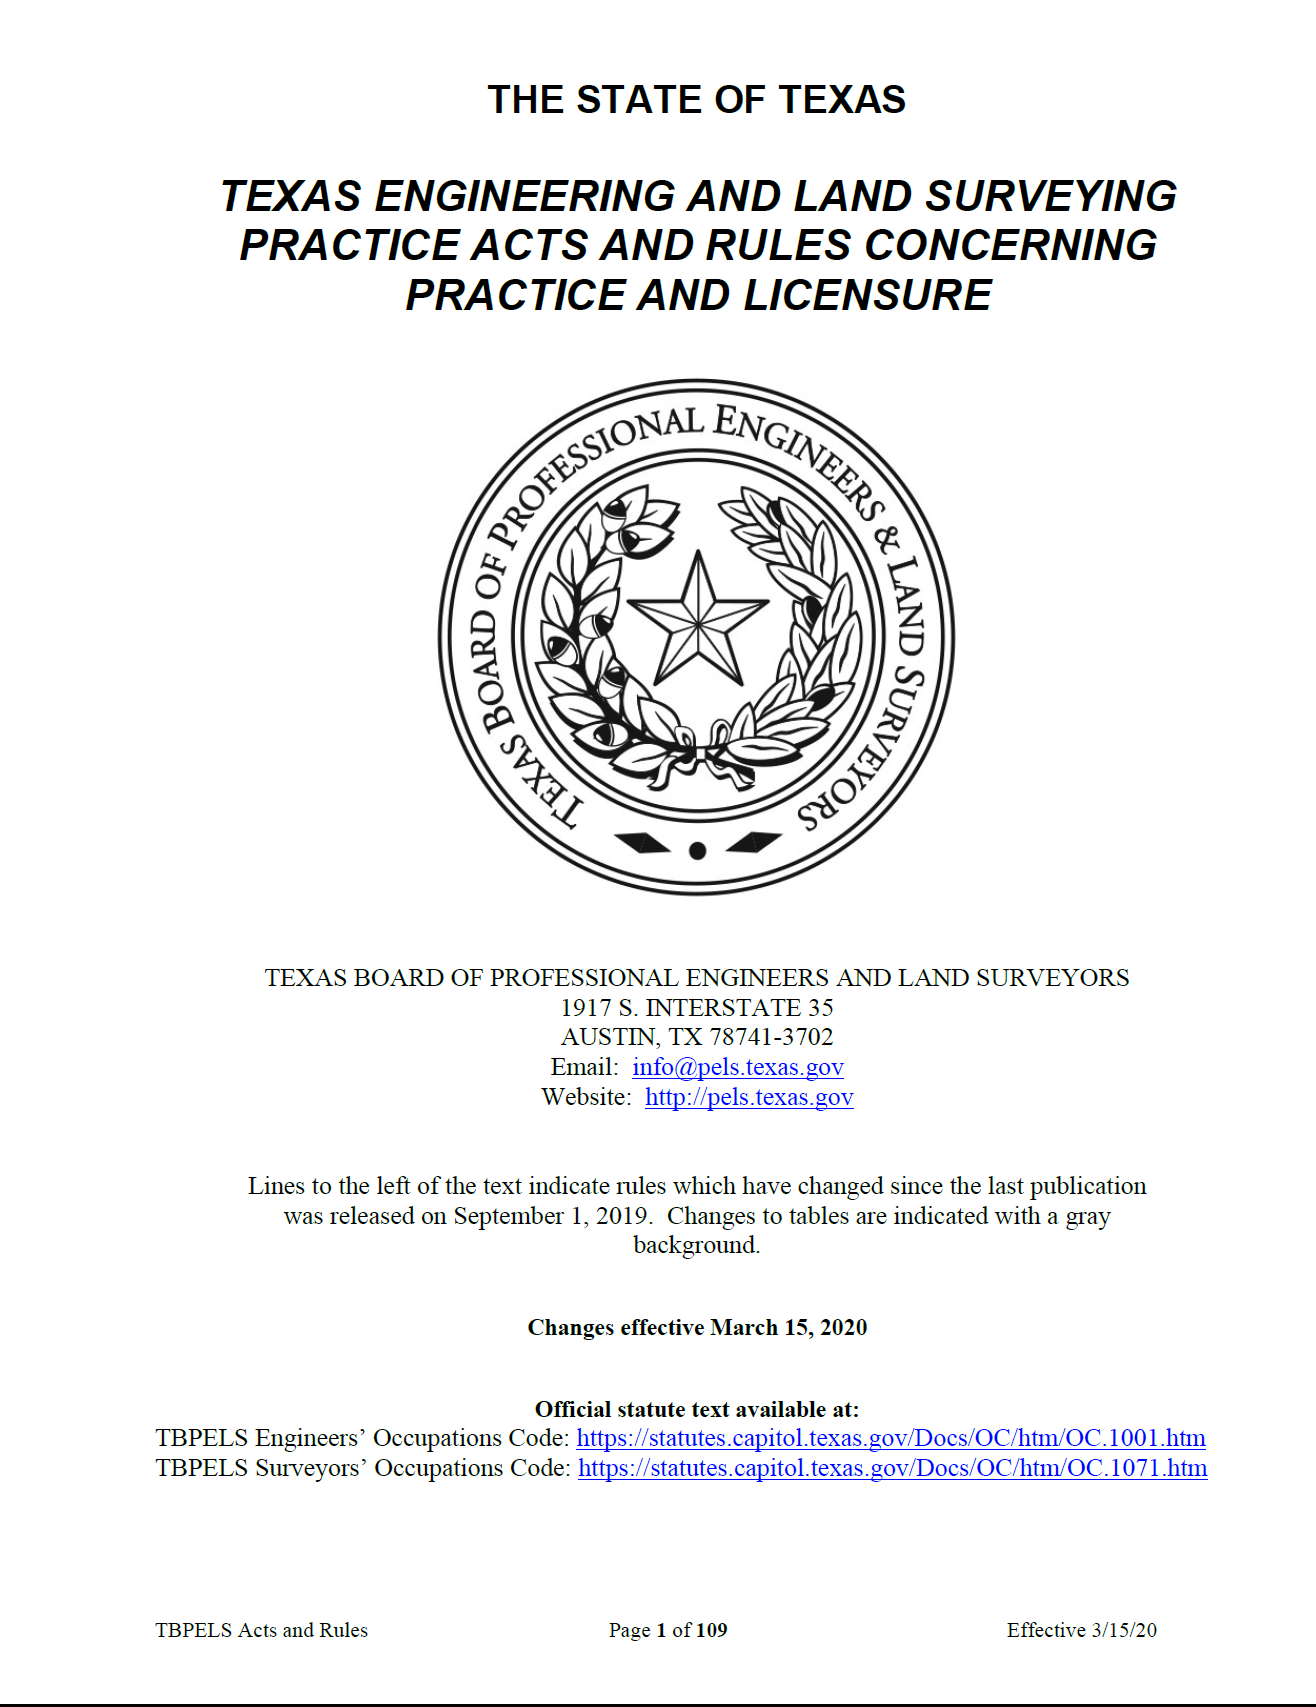 THE STATE OF TEXAS
TEXAS ENGINEERING AND LAND SURVEYING
PRACTICE ACTS AND RULES CONCERNING
PRACTICE AND LICENSURE
TEXAS BOARD OF PROFESSIONAL ENGINEERS & LAND SURVEYORS
TEXAS BOARD OF PROFESSIONAL ENGINEERS AND LAND SURVEYORS
1917 S. INTERSTATE 35
AUSTIN, TX 78741-3702
Email: info@pels.texas.gov
Website: http://pels.texas.gov
Lines to the left of the text indicate rules which have changed since the last publication
was released on September 1, 2019. Changes to tables are indicated with a gray
background.
Changes effective March 15, 2020
Official statute text available at:
TBPELS Engineers’ Occupations Code: https://statutes.capitol.texas.gov/Docs/OC/htm/OC.1001.htm
TBPELS Surveyors’ Occupations Code: https://statutes.capitol.texas.gov/Docs/OC/htm/OC.1071.htm
TBPELS Acts and Rules Page 1 of 109 Effective 3/15/20